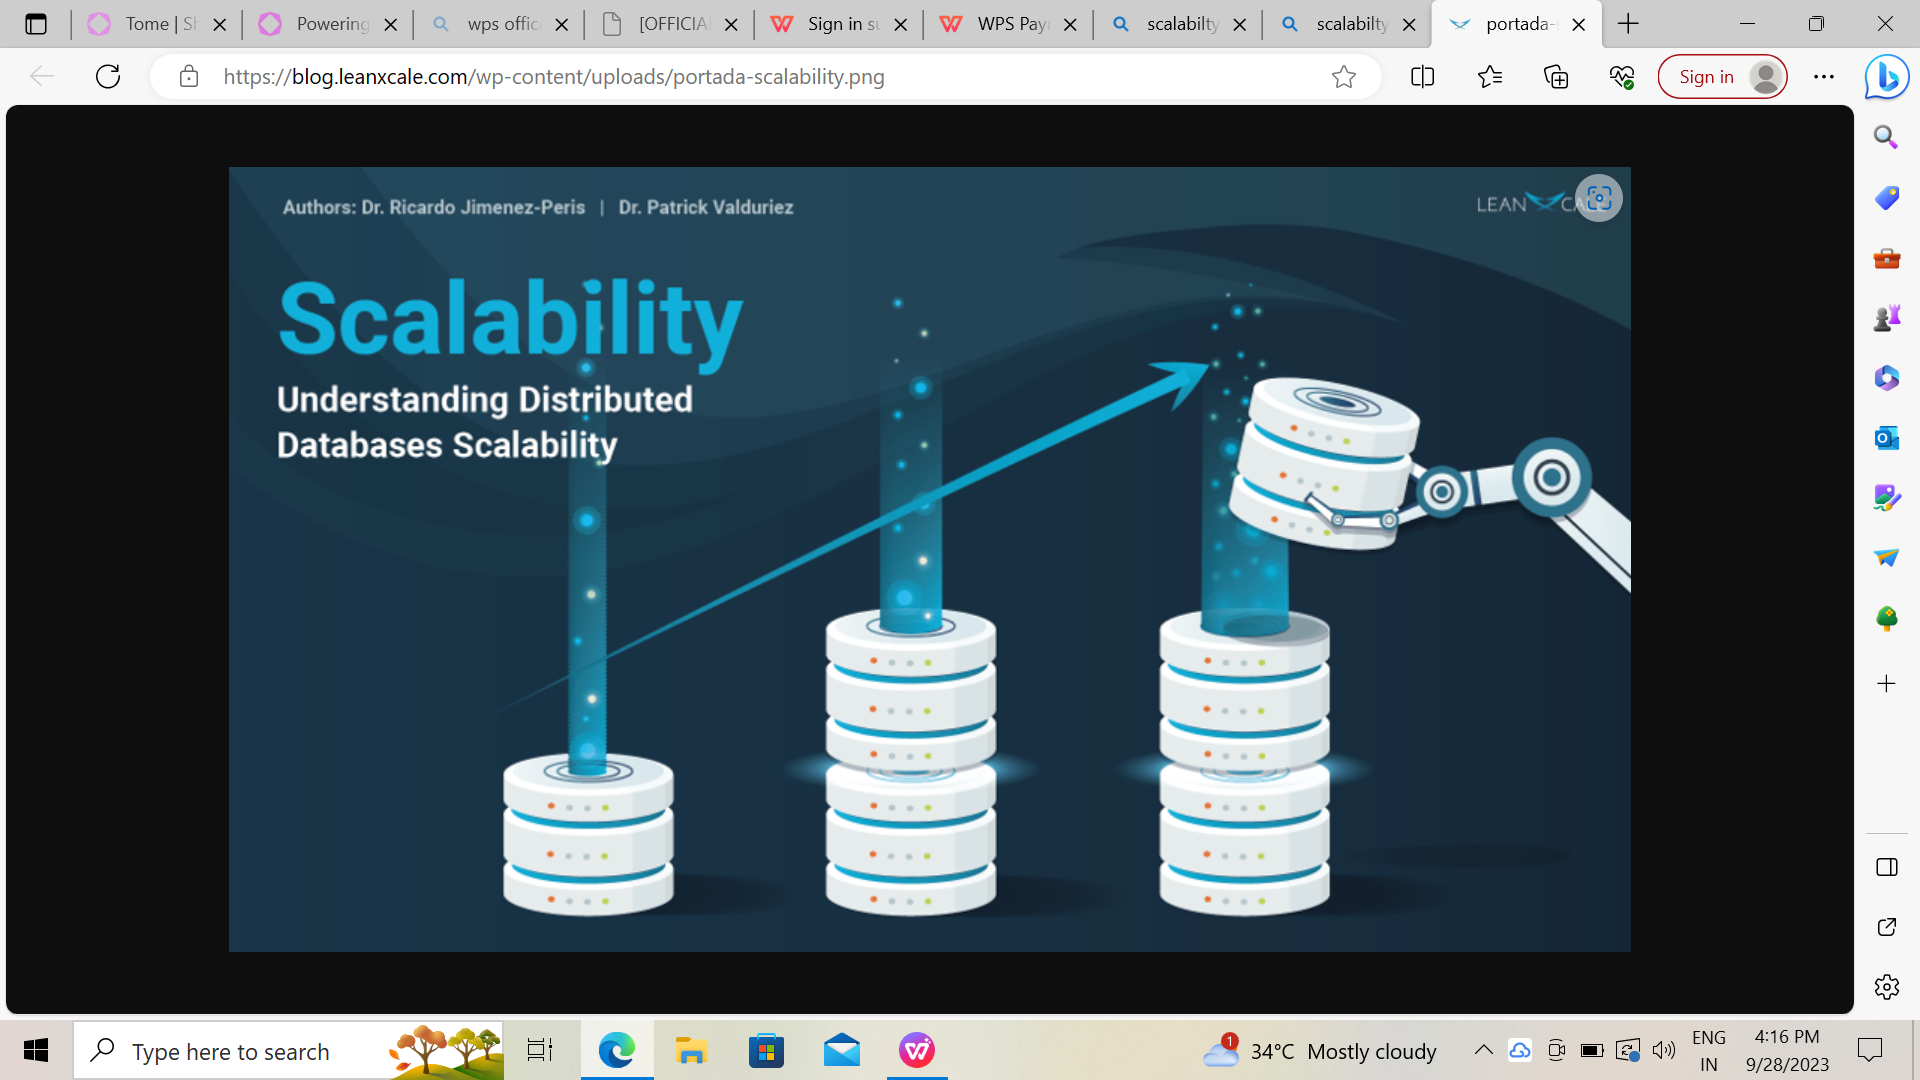 Tome | Sh
Powering
wps offic
[OFFICIAL
Sign in su
WPS Pay
scalabilty
scalabilty
portada-s
https://blog.leanxcale.com/wp-content/uploads/portada-scalability.png
Sign in
Authors: Dr. Ricardo Jimenez-Peris | Dr. Patrick Valduriez
LEAN
Scalability
Understanding Distributed
Databases Scalability
Type here to search
1
34°C Mostly cloudy
ENG
IN
4:16 PM
9/28/2023